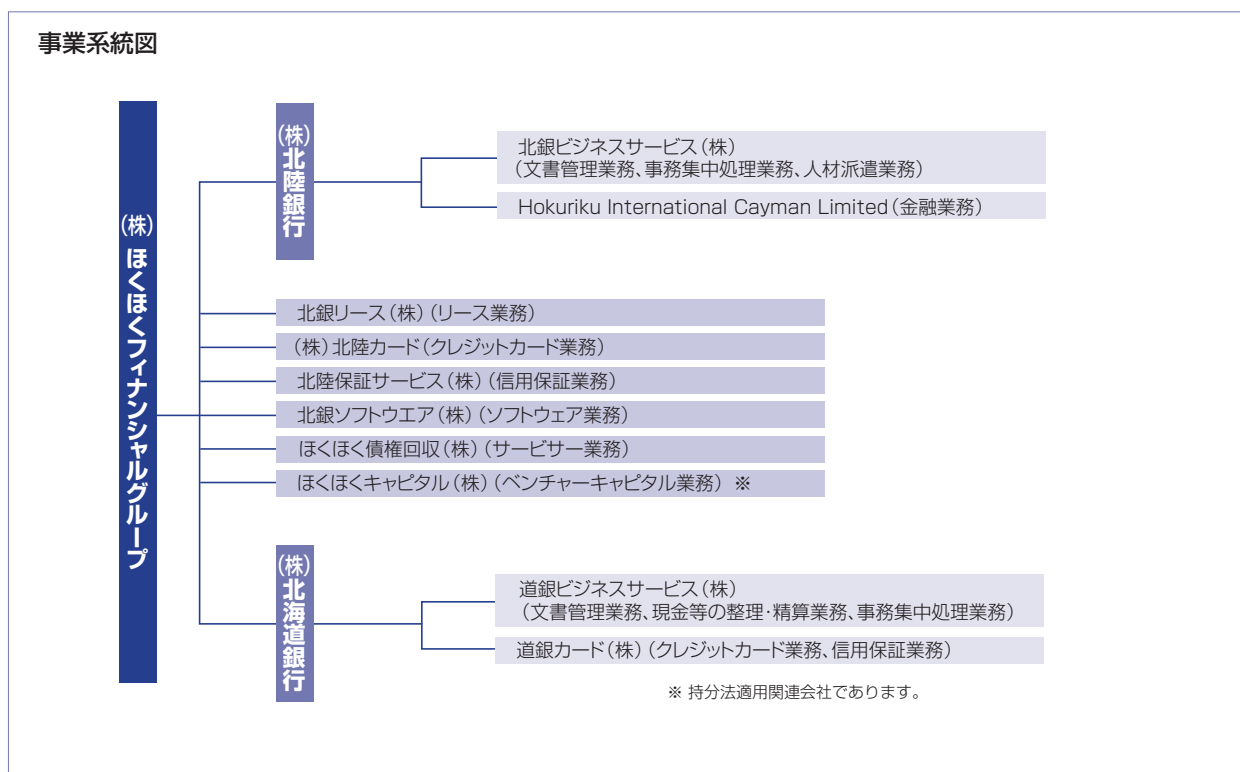 事業系統図
(株)ほくほくフィナンシャルグループ
(株)北陸銀行
北銀ビジネスサービス(株)
(文書管理業務、事務集中処理業務、人材派遣業務)
Hokuriku International Cayman Limited(金融業務)
北銀リース(株)(リース業務)
(株)北陸カード(クレジットカード業務)
北陸保証サービス(株)(信用保証業務)
北銀ソフトウエア(株)(ソフトウェア業務)
ほくほく債権回収(株)(サービサー業務)
ほくほくキャピタル(株)(ベンチャーキャピタル業務) ※
(株)北海道銀行
道銀ビジネスサービス(株)
(文書管理業務、現金等の整理・精算業務、事務集中処理業務)
道銀カード(株)(クレジットカード業務、信用保証業務)
※ 持分法適用関連会社であります。